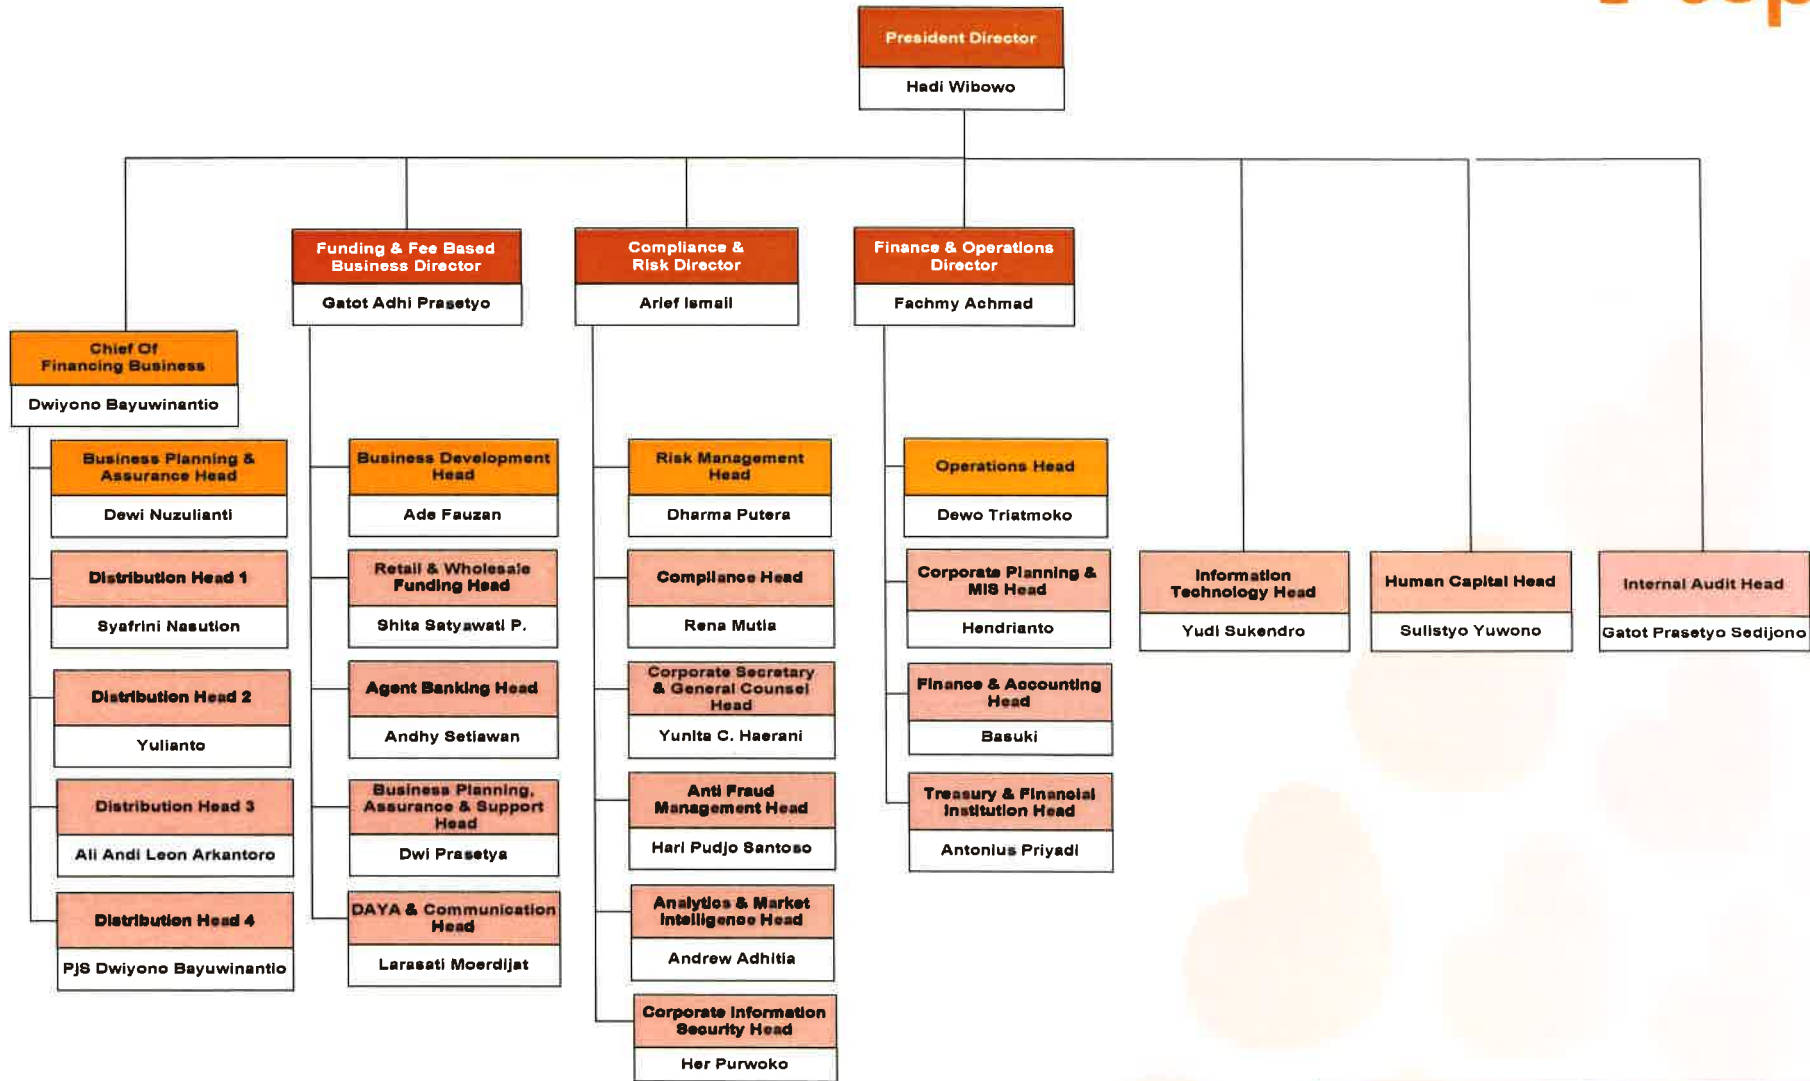 President Director
Hadi Wibowo
Funding & Fee Based
Business Director
Gatot Adhi Prasetyo
Compliance &
Risk Director
Arief Ismail
Finance & Operations
Director
Fachmy Achmad
Chief Of
Financing Business
Dwiyono Bayuwinantio
Business Planning &
Assurance Head
Dewi Nuzulianti
Distribution Head 1
Syafrini Nasution
Distribution Head 2
Yulianto
Distribution Head 3
Ali Andi Leon Arkantoro
Distribution Head 4
PJS Dwiyono Bayuwinantio
Business Development
Head
Ade Fauzan
Retail & Wholesale
Funding Head
Shita Satyawati P.
Agent Banking Head
Andhy Setiawan
Business Planning,
Assurance & Support
Head
Dwi Prasetya
DAYA & Communication
Head
Larasati Moerdijat
Risk Management
Head
Dharma Putera
Compliance Head
Rena Mutia
Corporate Secretary
& General Counsel
Head
Yunita C. Haerani
Anti Fraud
Management Head
Hari Pudjo Santoso
Analytics & Market
Intelligence Head
Andrew Adhitia
Corporate Information
Security Head
Her Purwoko
Operations Head
Dewo Triatmoko
Corporate Planning &
MIS Head
Hendrianto
Finance & Accounting
Head
Basuki
Treasury & Financial
Institution Head
Antonius Priyadi
Information
Technology Head
Yudi Sukendro
Human Capital Head
Sulistyo Yuwono
Internal Audit Head
Gatot Prasetyo Sedijono